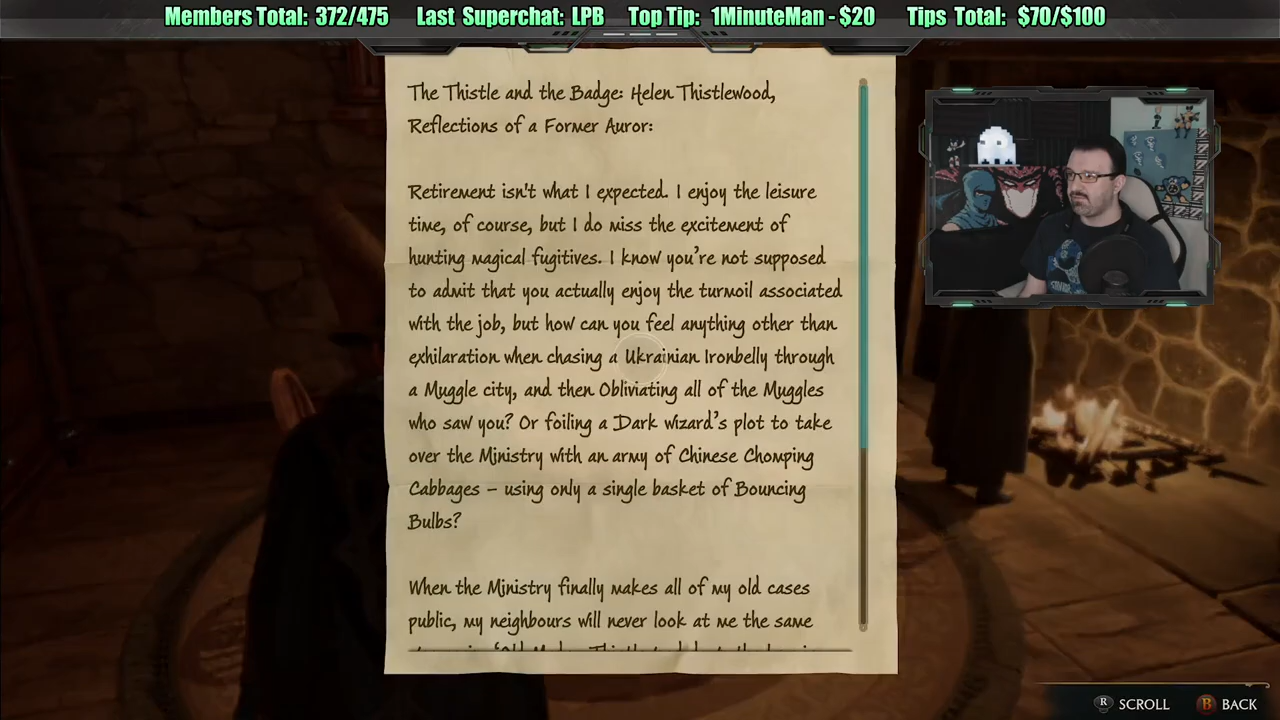 Members Total: 372/475 Last Superchat: LPB Top Tip: 1MinuteMan - $20 Tips Total: $70/$100
The Thistle and the Badge: Helen Thistlewood,
Reflections of a Former Auror:
Retirement isn't what I expected. I enjoy the leisure
time, of course, but I do miss the excitement of
hunting magical fugitives. I know you're not supposed
to admit that you actually enjoy the turmoil associated
with the job, but how can you feel anything other than
exhilaration when chasing a Ukrainian Ironbelly through
a Muggle city, and then Obliviating all of the Muggles
who saw you? Or foiling a Dark wizard's plot to take
over the Ministry with an army of Chinese Chomping
Cabbages – using only a single basket of Bouncing
Bulbs?
When the Ministry finally makes all of my old cases
public, my neighbours will never look at me the same
R SCROLL B BACK